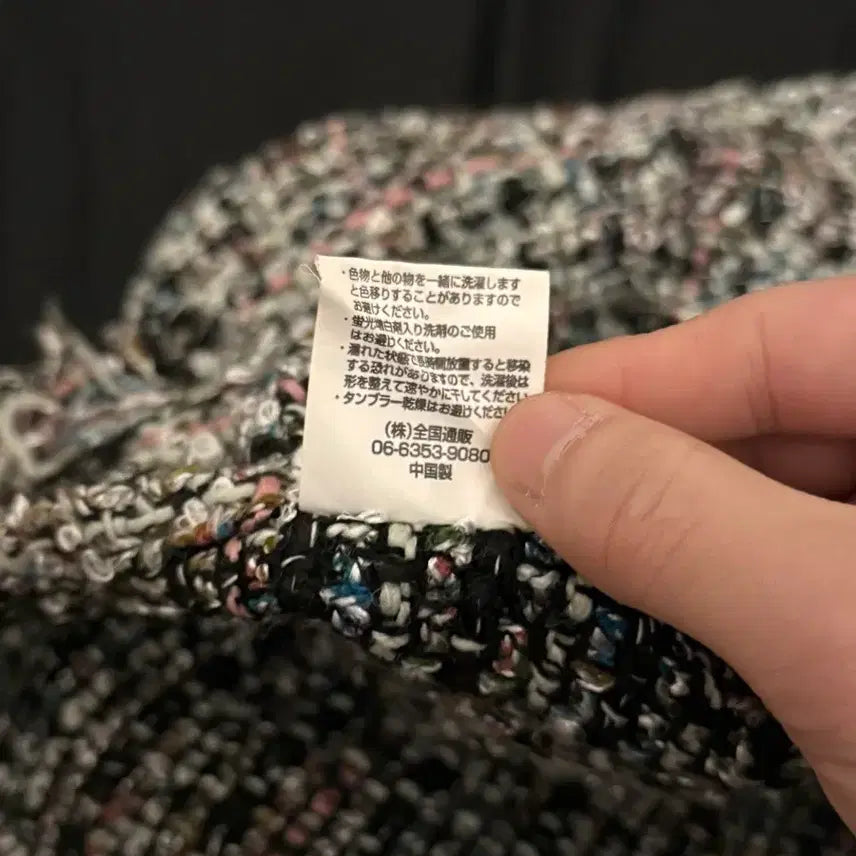 ・色物と他の物を一緒に洗濯します
と色移りすることがありますので
お避けください。
・蛍光増白剤入り洗剤のご使用
はお避けください。
・濡れた状態で長時間放置すると移染
する恐れがありますので、洗濯後は
形を整えて速やかに干してください
・タンブラー乾燥はお避けくださ
(株)全国通販
06-6353-9080
中国製